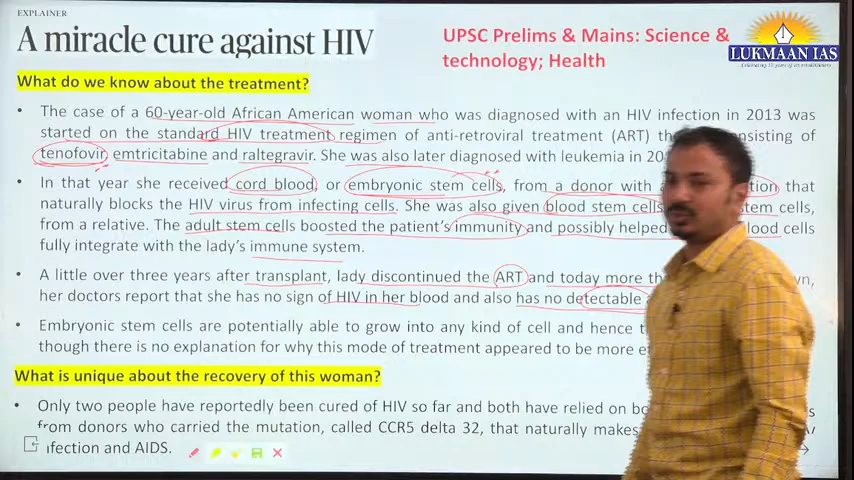 EXPLAINER
A miracle cure against HIV
UPSC Prelims & Mains: Science &
technology; Health
LUKMAAN IAS
What do we know about the treatment?
• The case of a 60-year-old African American woman who was diagnosed with an HIV infection in 2013 was
started on the standard HIV treatment regimen of anti-retroviral treatment (ART) consisting of
tenofovir, emtricitabine and raltegravir. She was also later diagnosed with leukemia in
• In that year she received cord blood, or embryonic stem cells, from a donor with a that
naturally blocks the HIV virus from infecting cells. She was also given blood stem cells stem cells,
from a relative. The adult stem cells boosted the patient's immunity and possibly helped blood cells
fully integrate with the lady's immune system.
• A little over three years after transplant, lady discontinued the ART and today more
her doctors report that she has no sign of HIV in her blood and also has no detectable
• Embryonic stem cells are potentially able to grow into any kind of cell and hence
though there is no explanation for why this mode of treatment appeared to be more
What is unique about the recovery of this woman?
• Only two people have reportedly been cured of HIV so far and both have relied on
from donors who carried the mutation, called CCR5 delta 32, that naturally makes
infection and AIDS.